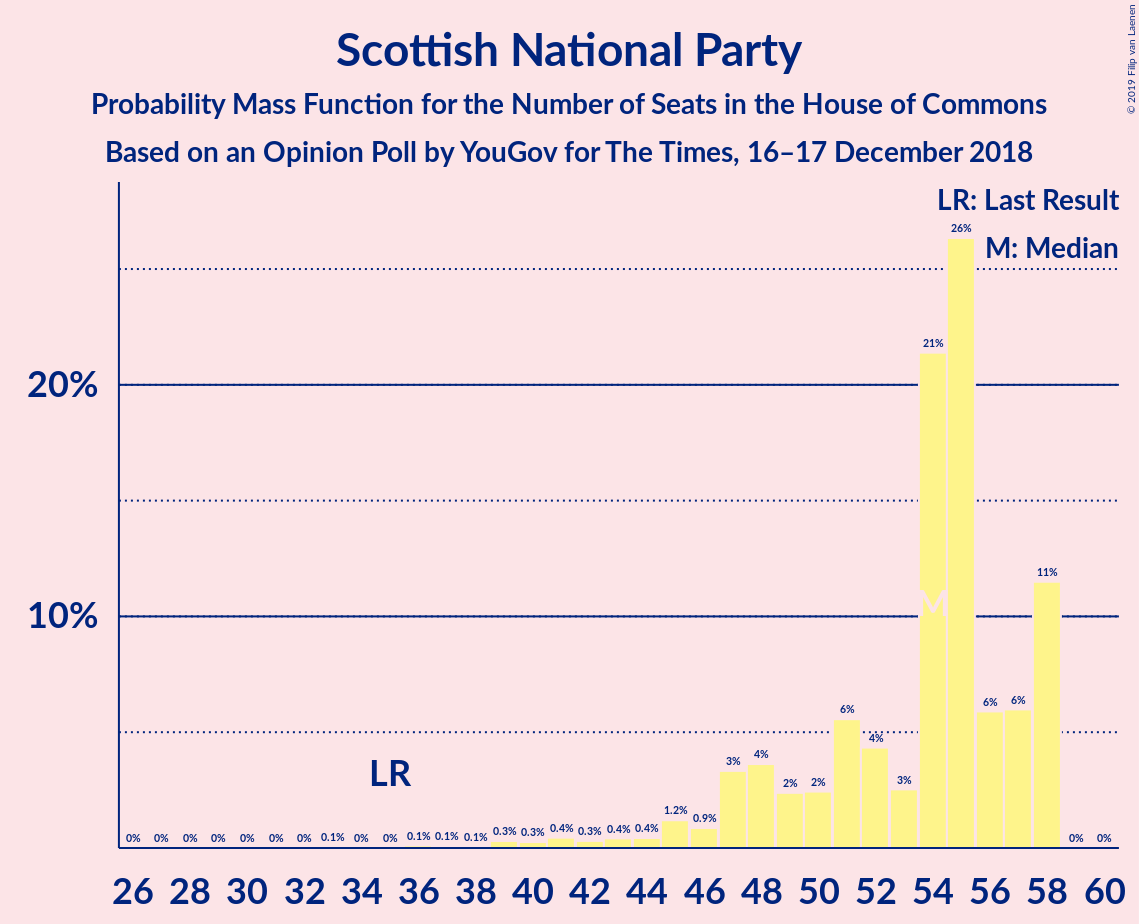 Scottish National Party
Probability Mass Function for the Number of Seats in the House of Commons
Based on an Opinion Poll by YouGov for The Times, 16–17 December 2018
© 2019 Filip van Laenen
LR: Last Result
M: Median
20%
10%
0% 0% 0% 0% 0% 0% 0% 0.1% 0% 0% 0.1% 0.1% 0.1% 0.3% 0.3% 0.4% 0.3% 0.4% 0.4% 1.2% 0.9% 3% 4% 2% 2% 6% 4% 3% 21% 26% 6% 6% 11% 0% 0%
LR
M
26 28 30 32 34 36 38 40 42 44 46 48 50 52 54 56 58 60